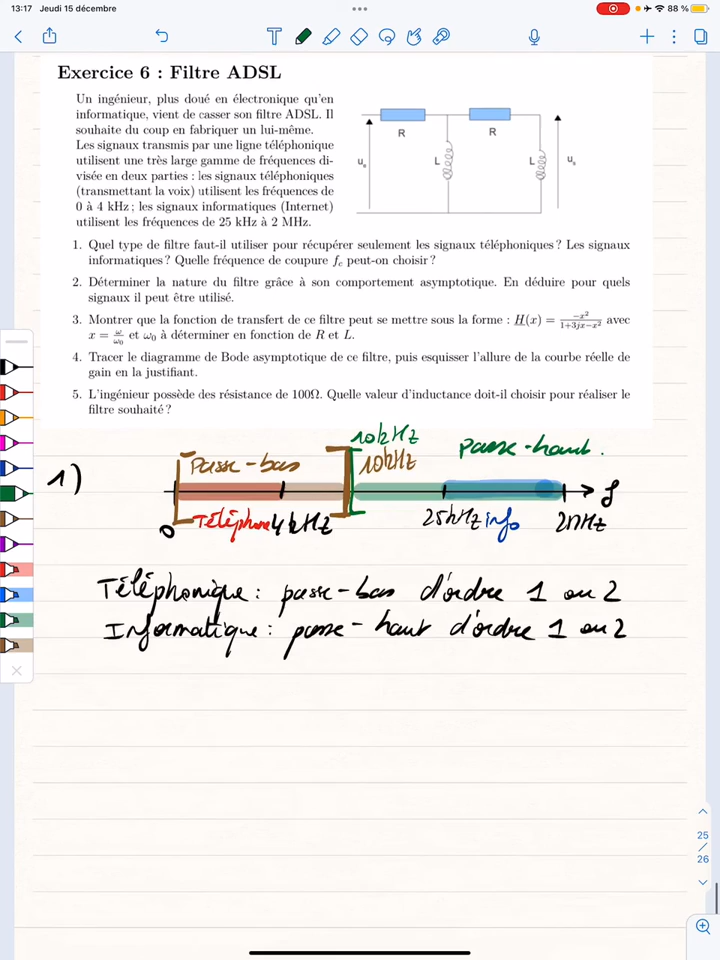 13:17 Jeudi 15 décembre
88 %
Exercice 6 : Filtre ADSL
Un ingénieur, plus doué en électronique qu'en
informatique, vient de casser son filtre ADSL. Il
souhaite du coup en fabriquer un lui-même.
Les signaux transmis par une ligne téléphonique
utilisent une très large gamme de fréquences di-
visée en deux parties : les signaux téléphoniques
(transmettant la voix) utilisent les fréquences de
0 à 4 kHz ; les signaux informatiques (Internet)
utilisent les fréquences de 25 kHz à 2 MHz.
R
R
L
L
1. Quel type de filtre faut-il utiliser pour récupérer seulement les signaux téléphoniques ? Les signaux
informatiques ? Quelle fréquence de coupure fc peut-on choisir ?
2. Déterminer la nature du filtre grâce à son comportement asymptotique. En déduire pour quels
signaux il peut être utilisé.
3. Montrer que la fonction de transfert de ce filtre peut se mettre sous la forme : H(x) = -x²/(1+3jx-x²) avec
x = ω/ω₀ et ω₀ à déterminer en fonction de R et L.
4. Tracer le diagramme de Bode asymptotique de ce filtre, puis esquisser l'allure de la courbe réelle de
gain en la justifiant.
5. L'ingénieur possède des résistance de 100Ω. Quelle valeur d'inductance doit-il choisir pour réaliser le
filtre souhaité ?
10kHz
1)
passe-bas
10kHz
passe-haut.
f
0
Téléphone
4kHz
25kHz
info
2MHz
Téléphonique : passe-bas d'ordre 1 ou 2
Informatique : passe-haut d'ordre 1 ou 2
25
/
26